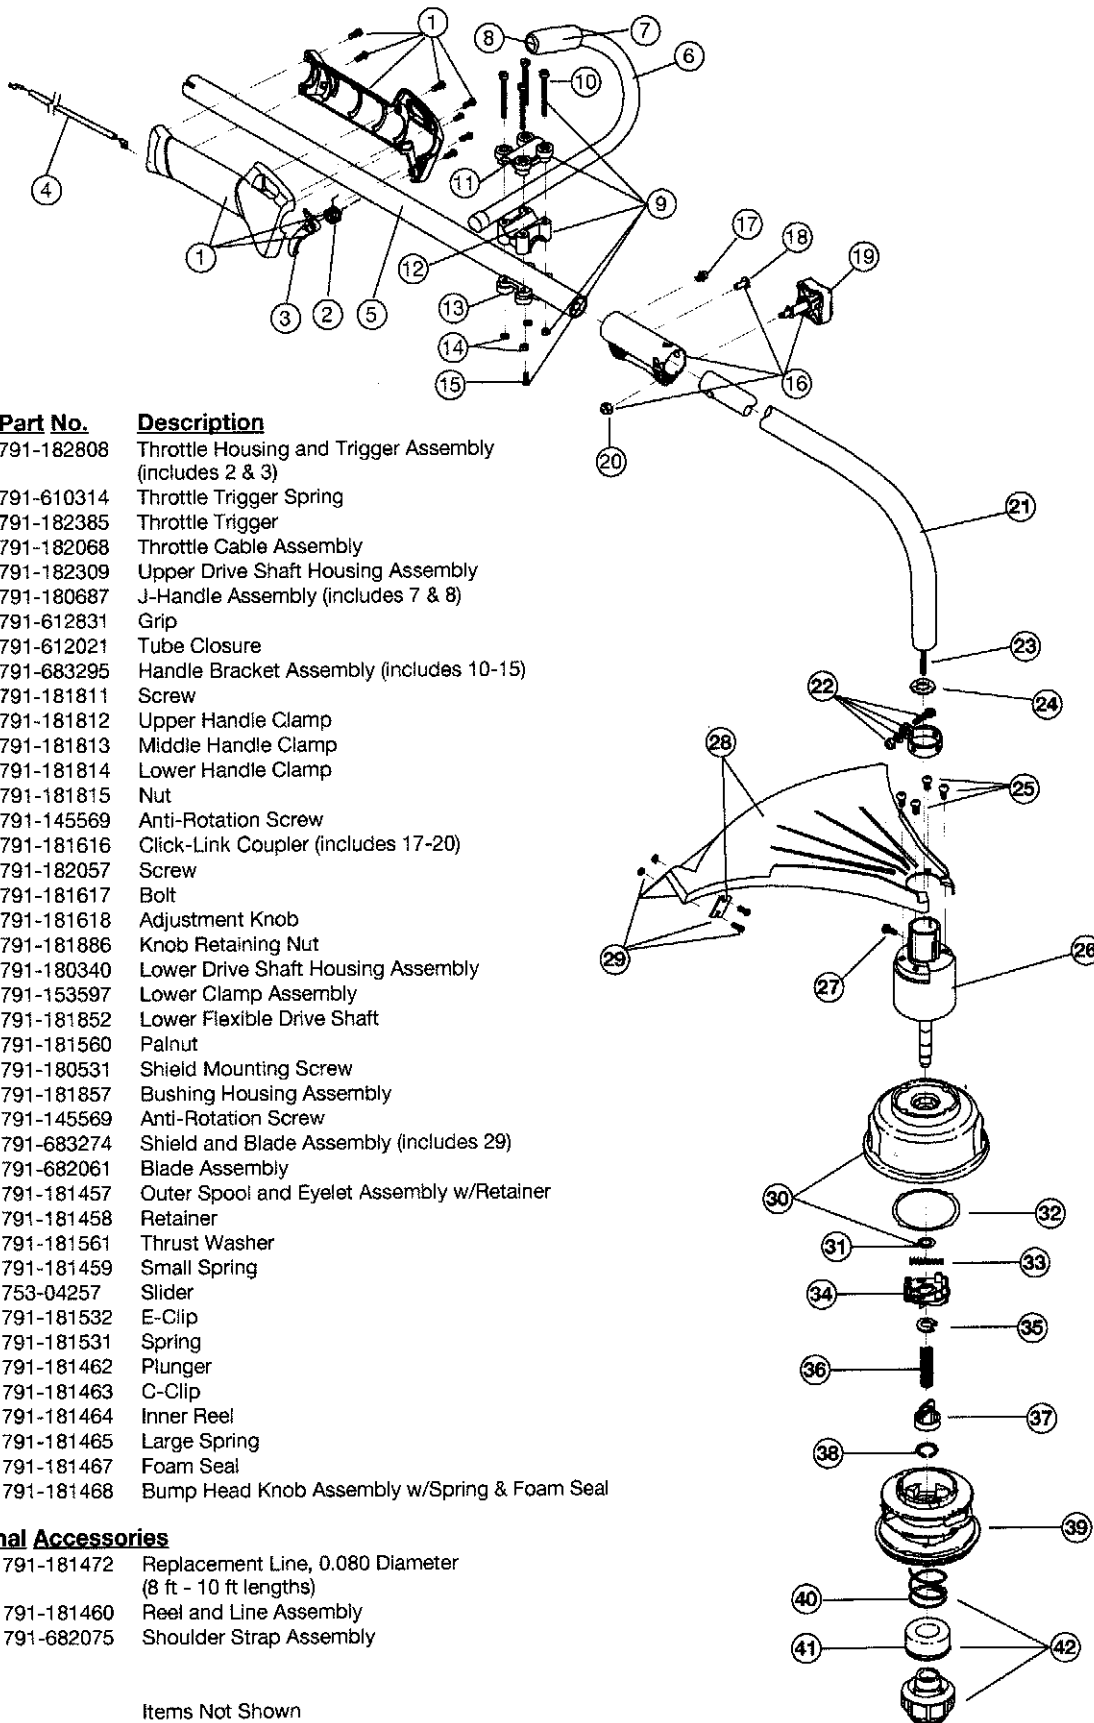 1
8
7
6
10
4
11
9
1
12
17
18
19
3
2
5
13
14
15
16
20
Part No. Description
791-182808 Throttle Housing and Trigger Assembly
(includes 2 & 3)
791-610314 Throttle Trigger Spring
791-182385 Throttle Trigger
791-182068 Throttle Cable Assembly
791-182309 Upper Drive Shaft Housing Assembly
791-180687 J-Handle Assembly (includes 7 & 8)
791-612831 Grip
791-612021 Tube Closure
791-683295 Handle Bracket Assembly (includes 10-15)
791-181811 Screw
791-181812 Upper Handle Clamp
791-181813 Middle Handle Clamp
791-181814 Lower Handle Clamp
791-181815 Nut
791-145569 Anti-Rotation Screw
791-181616 Click-Link Coupler (includes 17-20)
791-182057 Screw
791-181617 Bolt
791-181618 Adjustment Knob
791-181886 Knob Retaining Nut
791-180340 Lower Drive Shaft Housing Assembly
791-153597 Lower Clamp Assembly
791-181852 Lower Flexible Drive Shaft
791-181560 Palnut
791-180531 Shield Mounting Screw
791-181857 Bushing Housing Assembly
791-145569 Anti-Rotation Screw
791-683274 Shield and Blade Assembly (includes 29)
791-682061 Blade Assembly
791-181457 Outer Spool and Eyelet Assembly w/Retainer
791-181458 Retainer
791-181561 Thrust Washer
791-181459 Small Spring
753-04257 Slider
791-181532 E-Clip
791-181531 Spring
791-181462 Plunger
791-181463 C-Clip
791-181464 Inner Reel
791-181465 Large Spring
791-181467 Foam Seal
791-181468 Bump Head Knob Assembly w/Spring & Foam Seal
nal Accessories
791-181472 Replacement Line, 0.080 Diameter
(8 ft - 10 ft lengths)
791-181460 Reel and Line Assembly
791-682075 Shoulder Strap Assembly
Items Not Shown
21
23
22
24
28
25
29
27
26
30
32
31
33
34
35
36
37
38
39
40
41
42